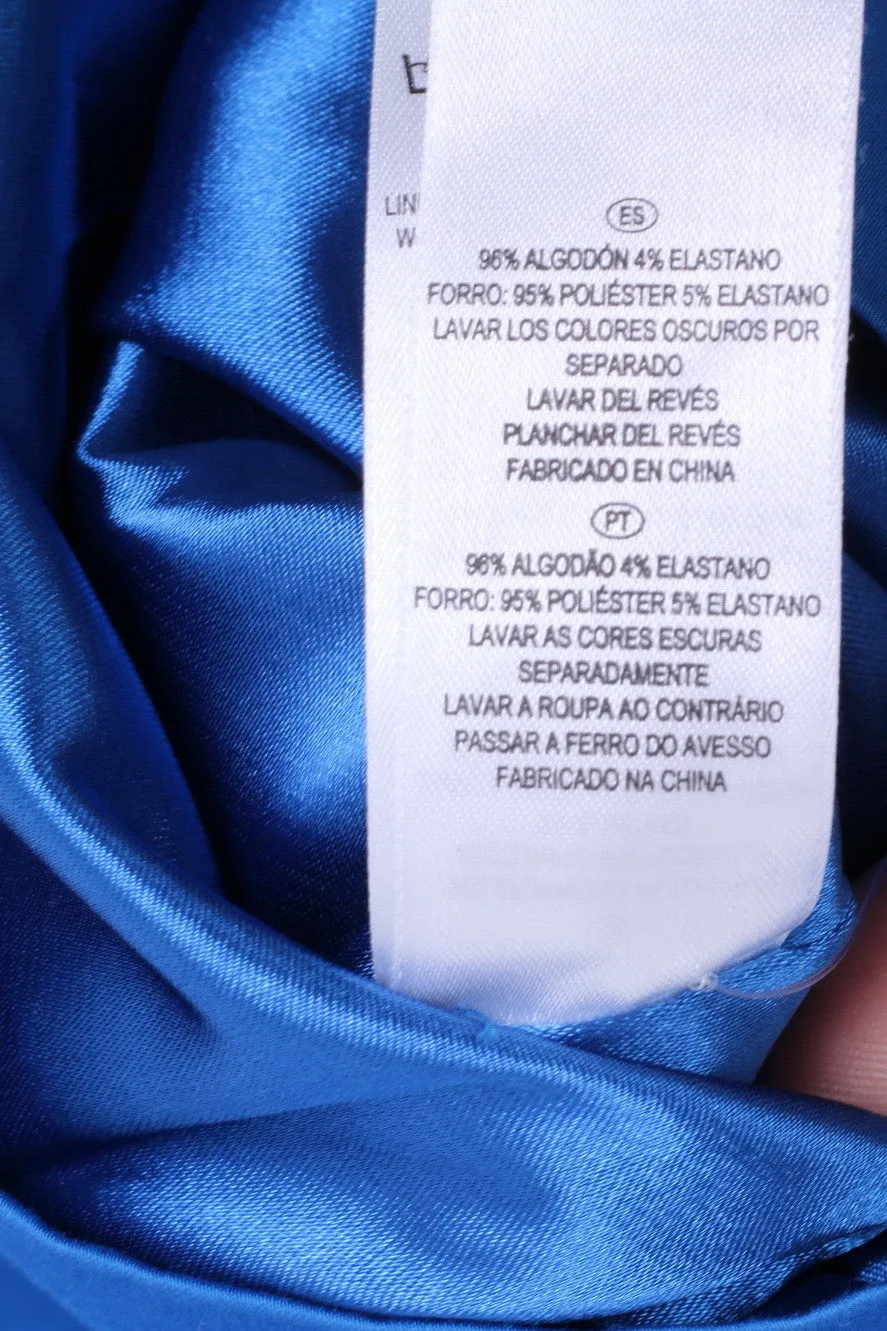 LIN
W
ES
96% ALGODÓN 4% ELASTANO
FORRO: 95% POLIÉSTER 5% ELASTANO
LAVAR LOS COLORES OSCUROS POR
SEPARADO
LAVAR DEL REVÉS
PLANCHAR DEL REVÉS
FABRICADO EN CHINA
PT
96% ALGODÃO 4% ELASTANO
FORRO: 95% POLIÉSTER 5% ELASTANO
LAVAR AS CORES ESCURAS
SEPARADAMENTE
LAVAR A ROUPA AO CONTRÁRIO
PASSAR A FERRO DO AVESSO
FABRICADO NA CHINA